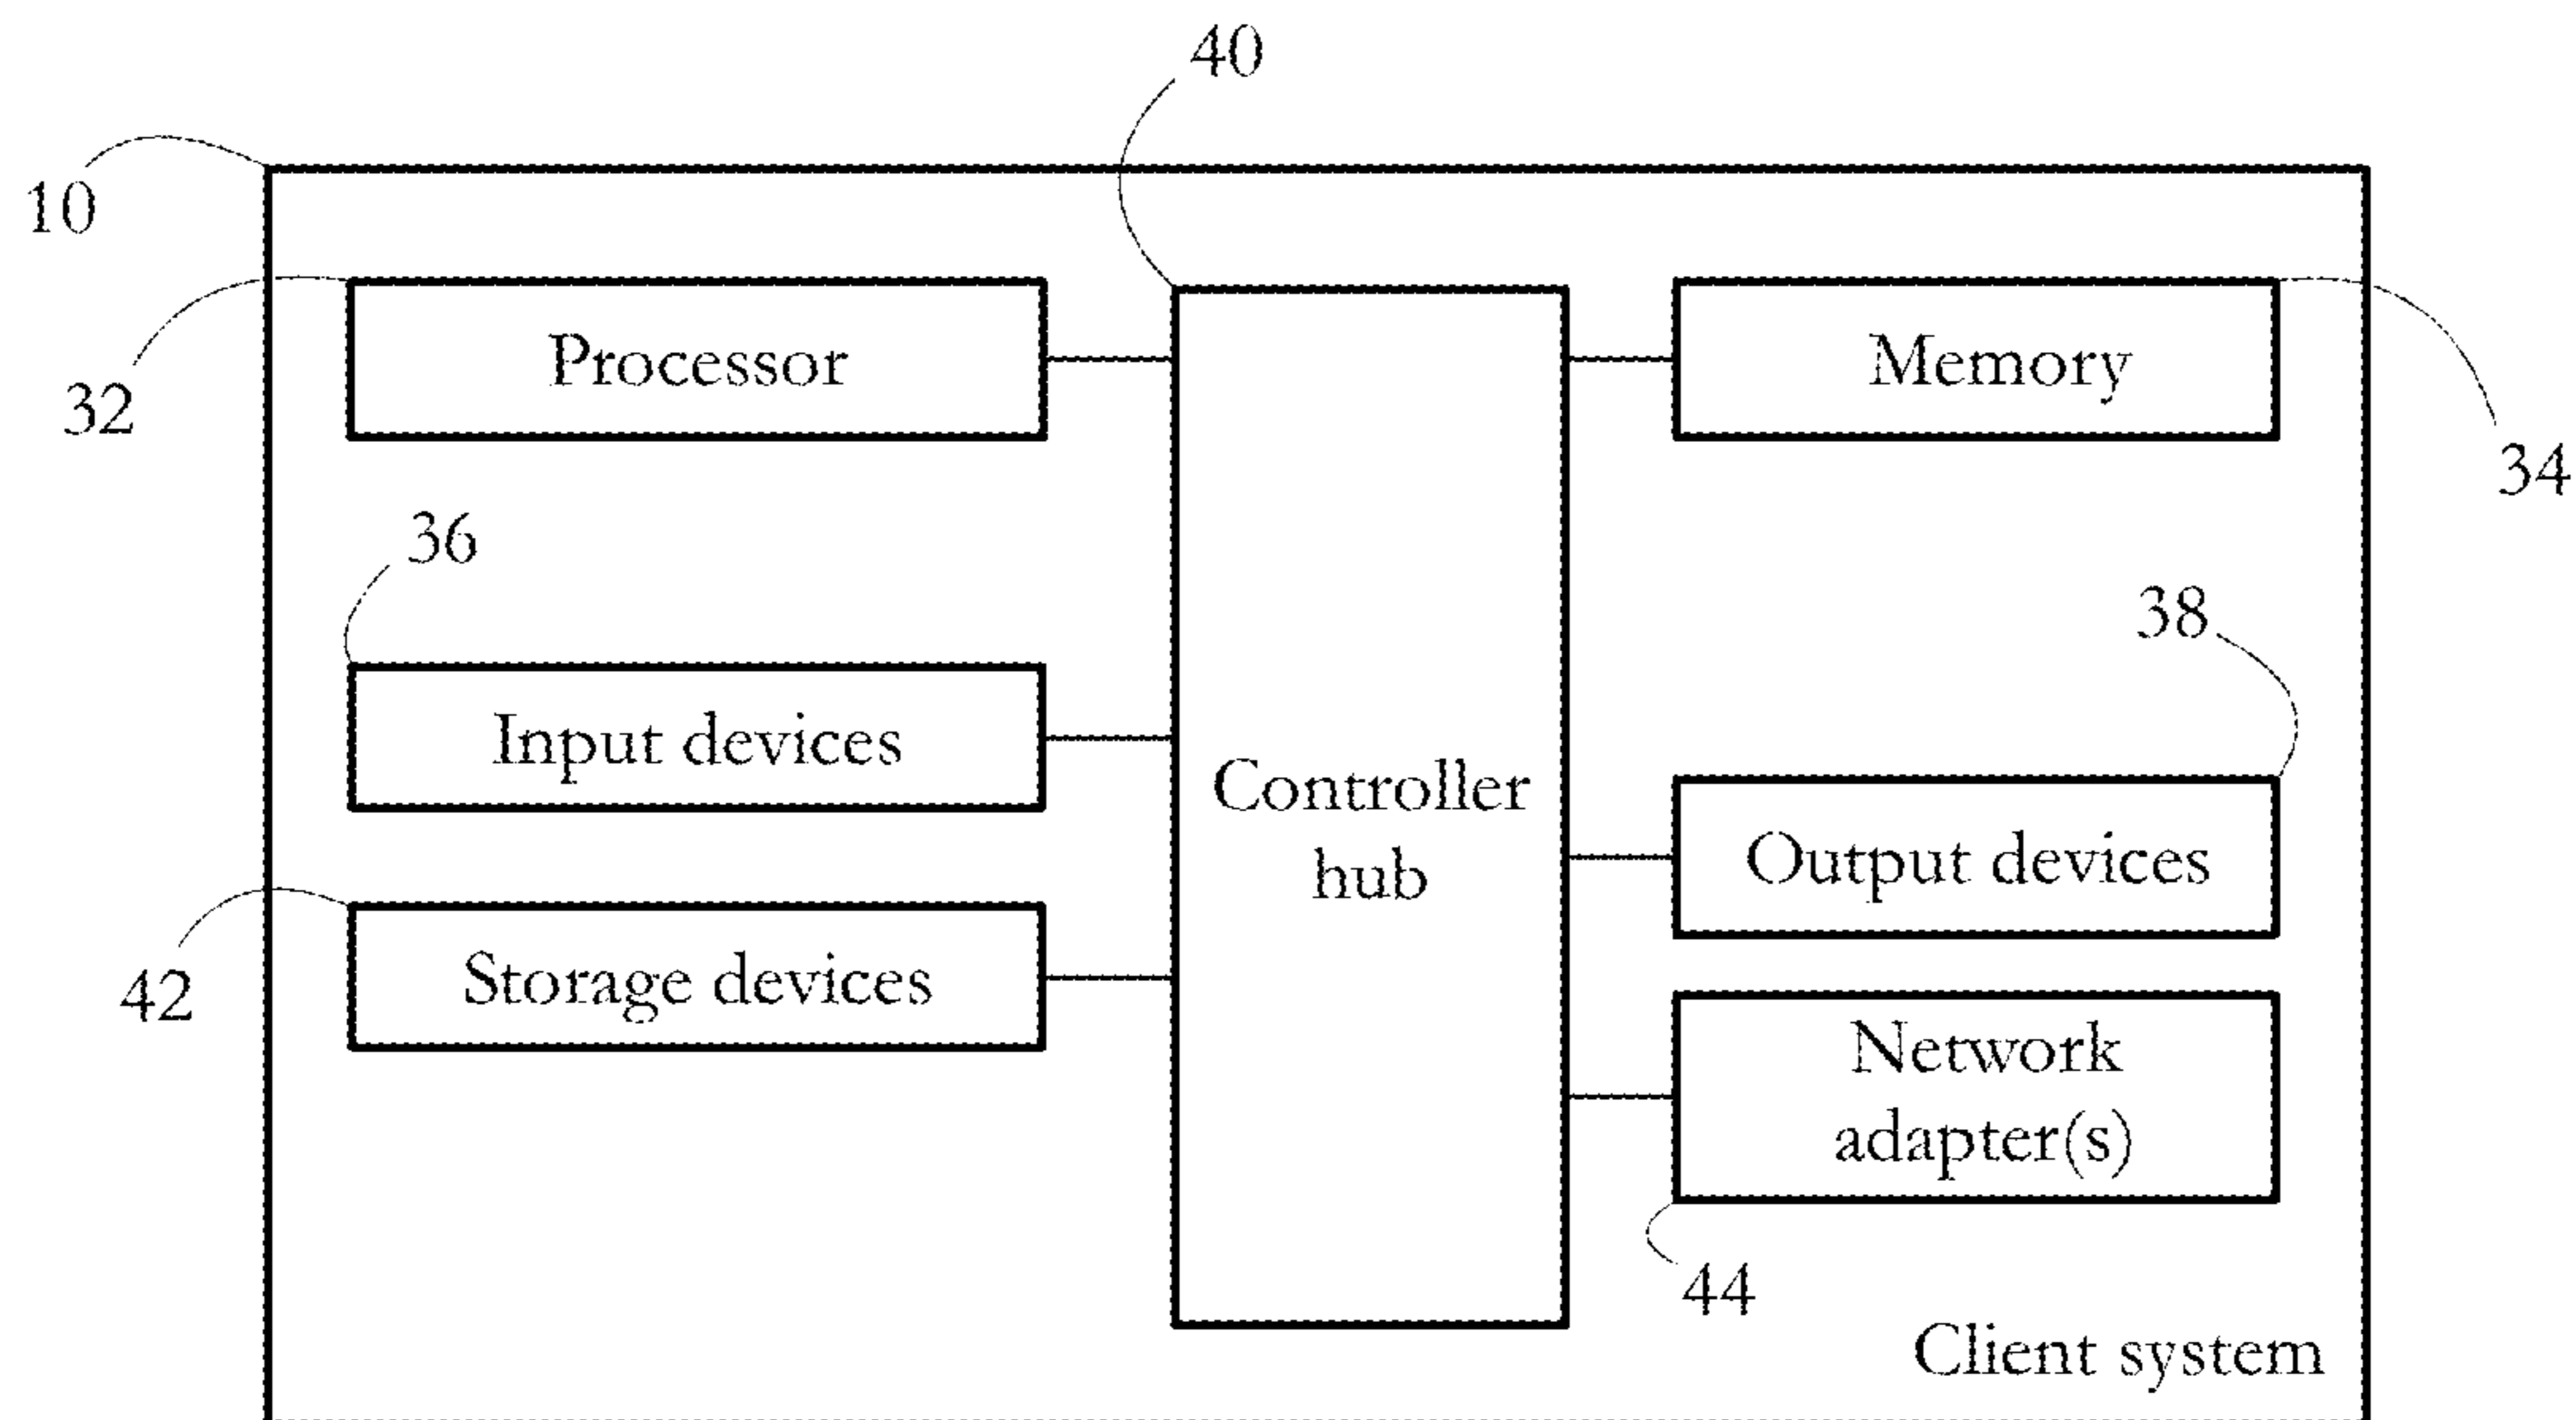 40
10
Processor
Memory
32
34
36
38
Input devices
Controller
hub
Output devices
Storage devices
42
Network
adapter(s)
44
Client system